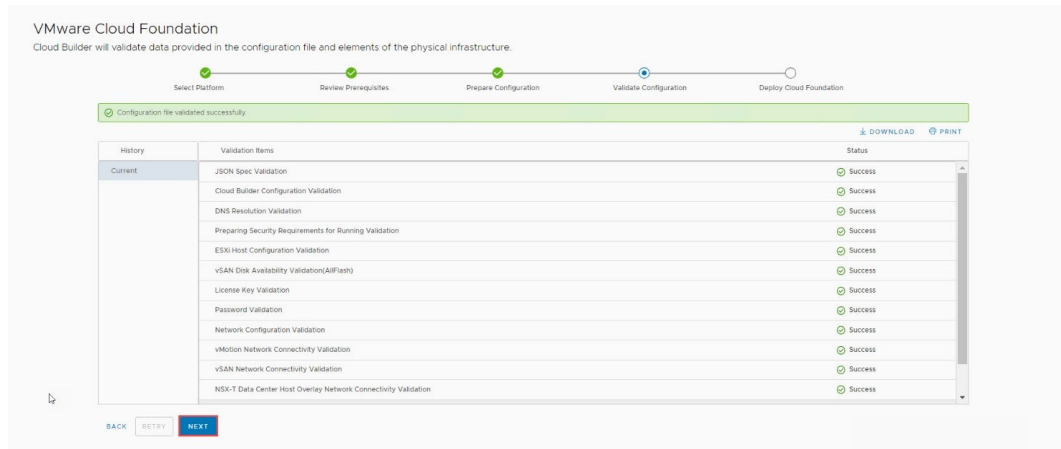 VMware Cloud Foundation
Cloud Builder will validate data provided in the configuration file and elements of the physical infrastructure.
Select Platform
Review Prerequisites
Prepare Configuration
Validate Configuration
Deploy Cloud Foundation
Configuration file validated successfully.
DOWNLOAD PRINT
History Validation Items Status
Current JSON Spec Validation Success
Cloud Builder Configuration Validation Success
DNS Resolution Validation Success
Preparing Security Requirements for Running Validation Success
ESXi Host Configuration Validation Success
vSAN Disk Availability Validation(AllFlash) Success
License Key Validation Success
Password Validation Success
Network Configuration Validation Success
vMotion Network Connectivity Validation Success
vSAN Network Connectivity Validation Success
NSX-T Data Center Host Overlay Network Connectivity Validation Success
BACK RETRY NEXT